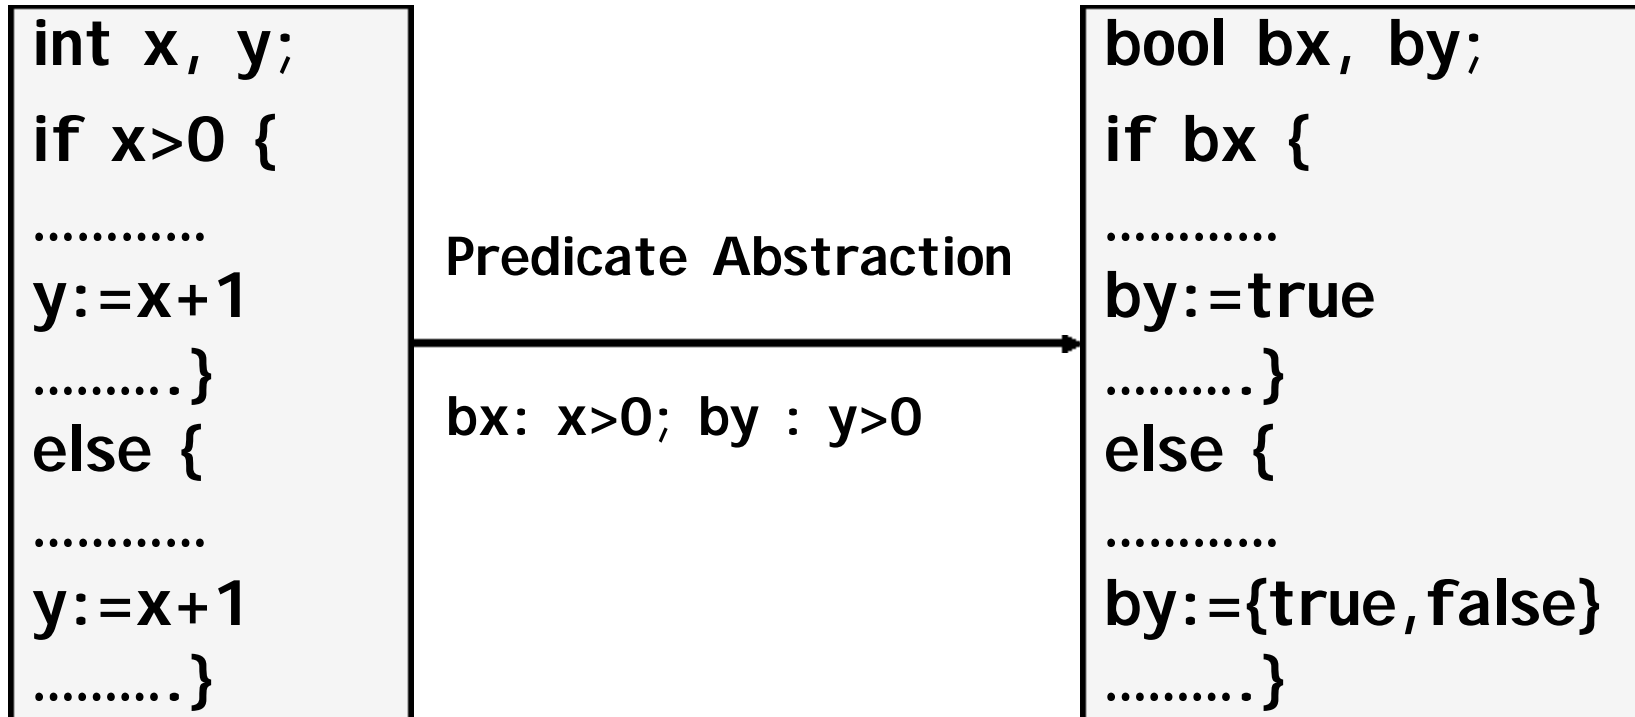 int x, y;
if x>0 {
............
y:=x+1
..........}
else {
............
y:=x+1
..........}
Predicate Abstraction
bx: x>0; by : y>0
bool bx, by;
if bx {
............
by:=true
..........}
else {
............
by:={true,false}
..........}